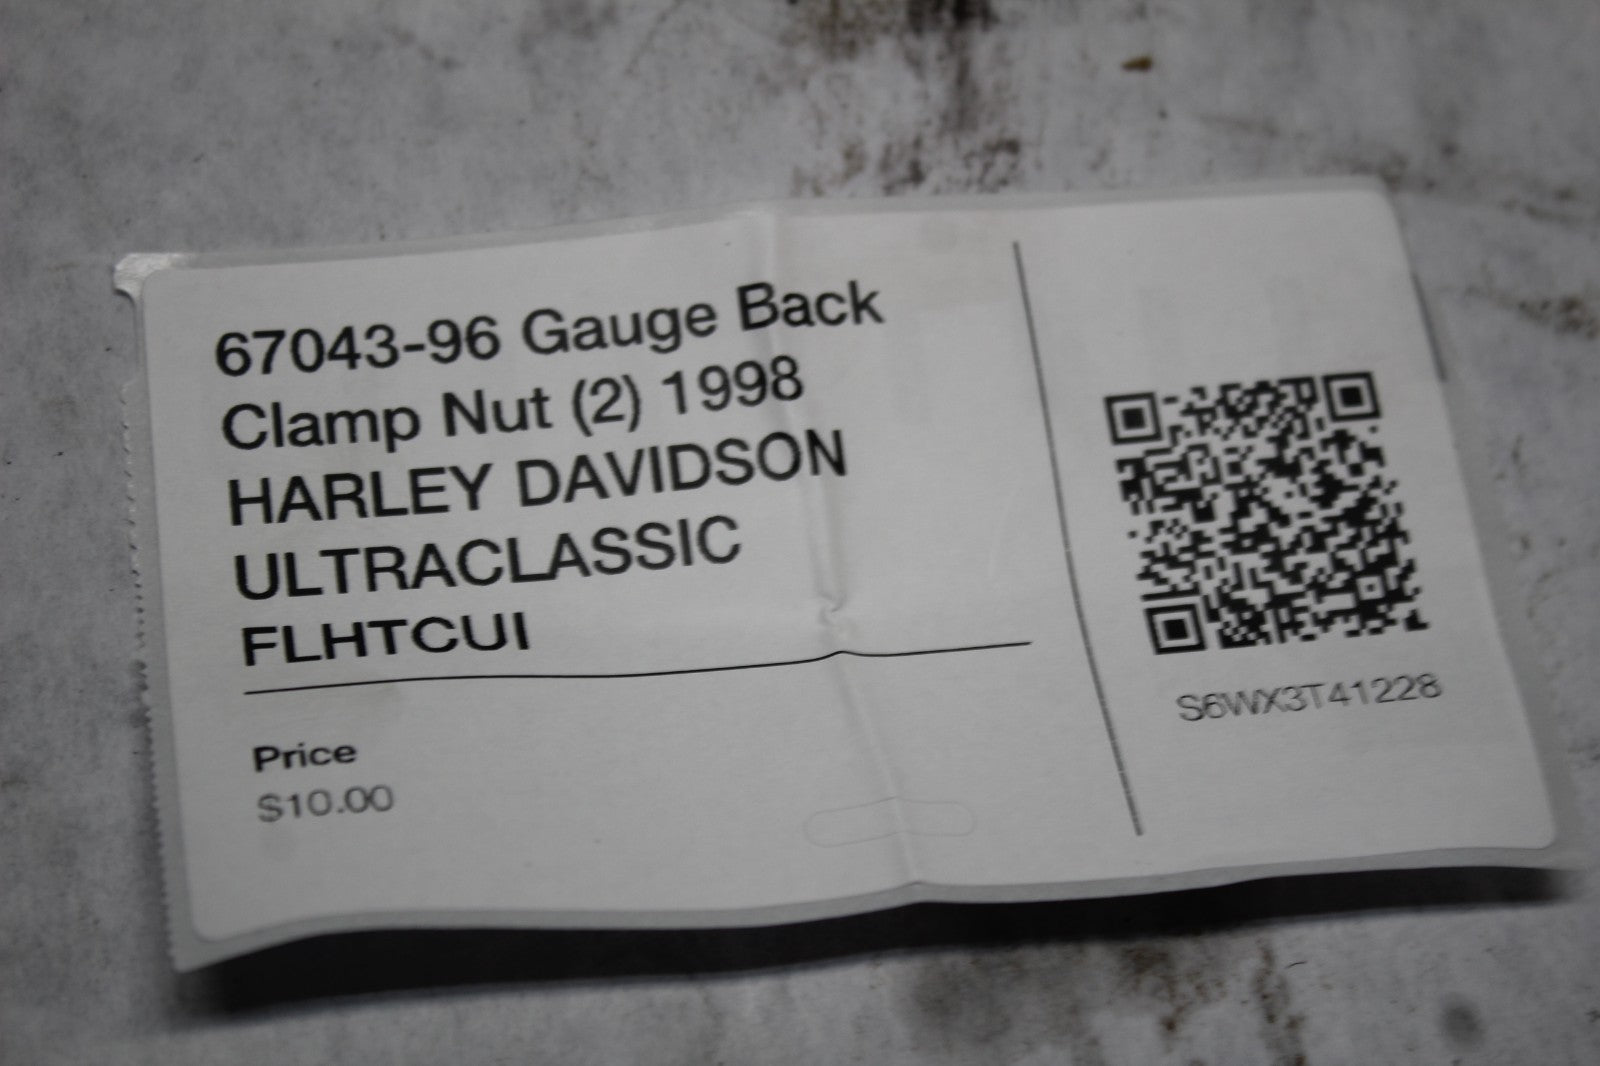 67043-96 Gauge Back
Clamp Nut (2) 1998
HARLEY DAVIDSON
ULTRACLASSIC
FLHTCUI
Price
$10.00
S6WX3T41228